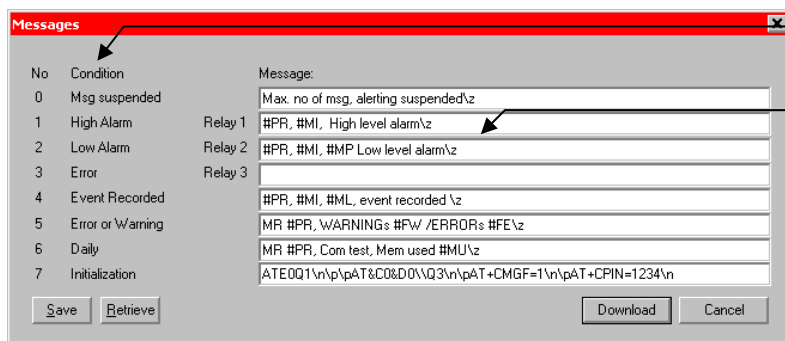 Messages
No Condition Message:
0 Msg suspended Max. no of msg, alerting suspended\z
1 High Alarm Relay 1 #PR, #MI,  High level alarm\z
2 Low Alarm Relay 2 #PR, #MI, #MP Low level alarm\z
3 Error Relay 3
4 Event Recorded #PR, #MI, #ML, event recorded \z
5 Error or Warning MR #PR, WARNINGs #FW /ERRORs #FE\z
6 Daily MR #PR, Com test, Mem used #MU\z
7 Initialization ATE0Q1\n\p\pAT&C0&D0\\Q3\n\pAT+CMGF=1\n\pAT+CPIN=1234\n
Save Retrieve Download Cancel